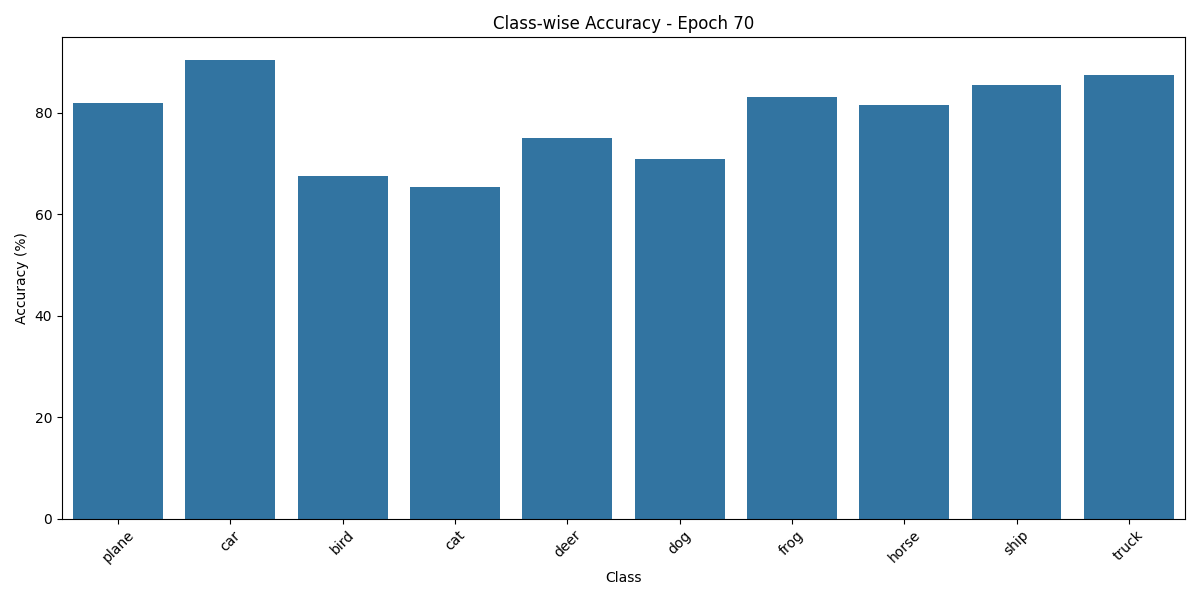 Class-wise Accuracy - Epoch 70
Accuracy (%)
80
60
40
20
0
plane
car
bird
cat
deer
dog
frog
horse
ship
truck
Class